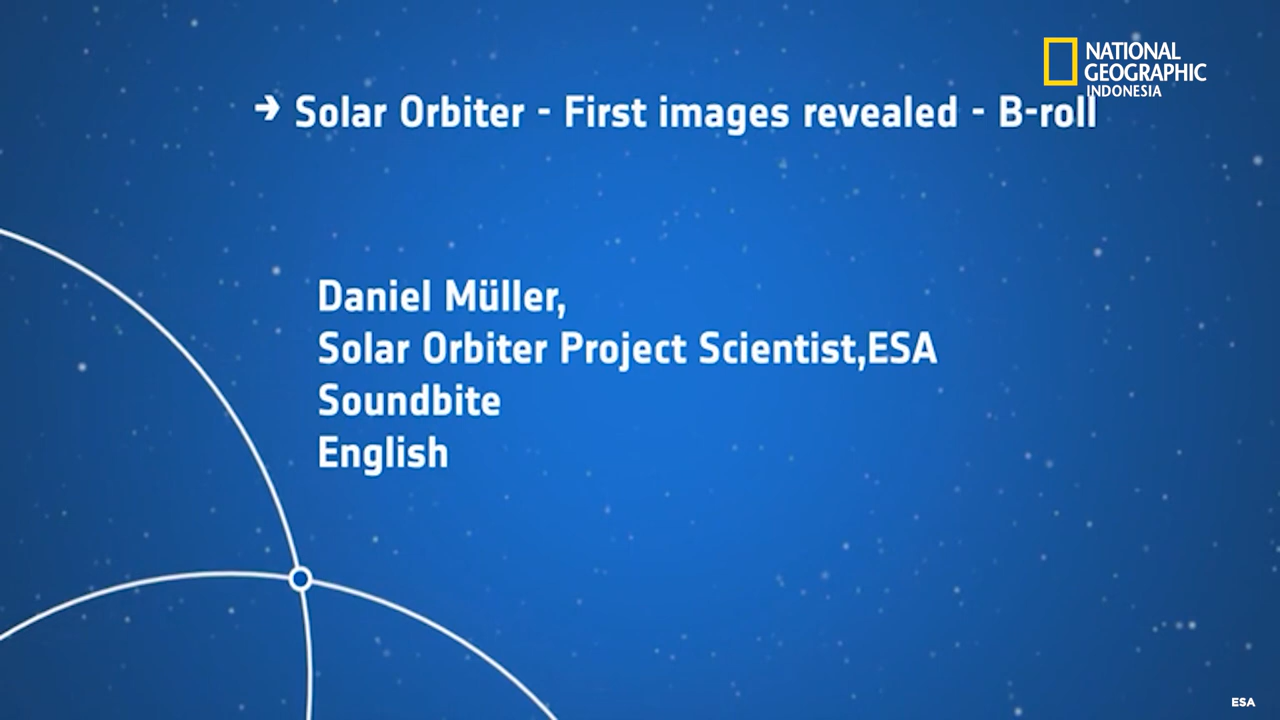 NATIONAL
GEOGRAPHIC
INDONESIA
→ Solar Orbiter - First images revealed - B-roll
Daniel Müller,
Solar Orbiter Project Scientist,ESA
Soundbite
English
ESA